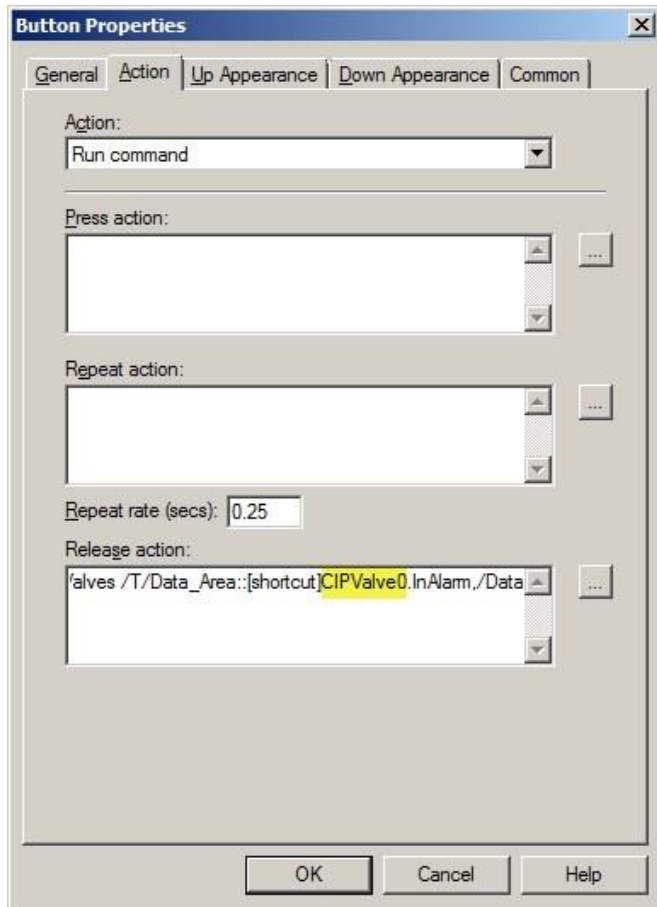 Button Properties
General Action Up Appearance Down Appearance Common
Action:
Run command
Press action:
...
Repeat action:
...
Repeat rate (secs): 0.25
Release action:
/T/Data_Area::[shortcut]CIPValve0.InAlarm,/Data
...
OK Cancel Help